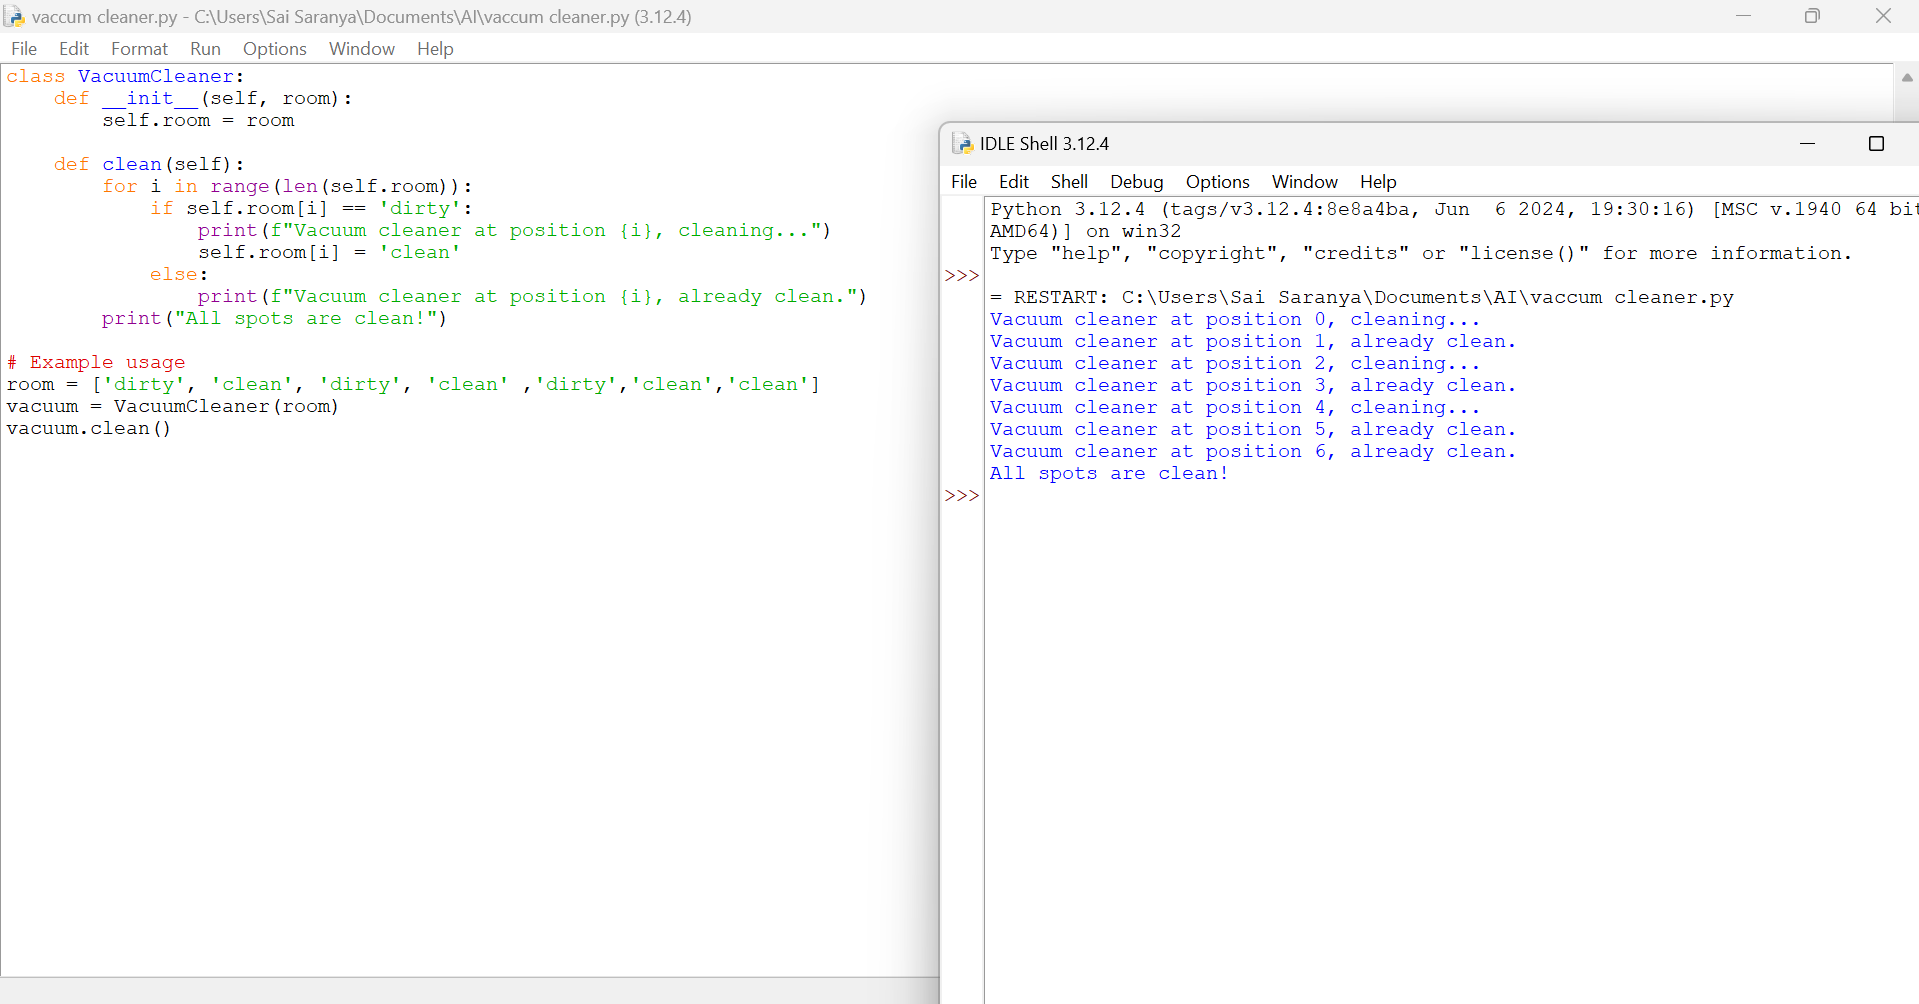 vaccum cleaner.py - C:\Users\Sai Saranya\Documents\AI\vaccum cleaner.py (3.12.4)
File Edit Format Run Options Window Help
class VacuumCleaner:
    def __init__(self, room):
        self.room = room
    def clean(self):
        for i in range(len(self.room)):
            if self.room[i] == 'dirty':
                print(f"Vacuum cleaner at position {i}, cleaning...")
                self.room[i] = 'clean'
            else:
                print(f"Vacuum cleaner at position {i}, already clean.")
        print("All spots are clean!")
# Example usage
room = ['dirty', 'clean', 'dirty', 'clean' ,'dirty','clean','clean']
vacuum = VacuumCleaner(room)
vacuum.clean()
IDLE Shell 3.12.4
File Edit Shell Debug Options Window Help
Python 3.12.4 (tags/v3.12.4:8e8a4ba, Jun  6 2024, 19:30:16) [MSC v.1940 64 bit
AMD64)] on win32
Type "help", "copyright", "credits" or "license()" for more information.
>>>
= RESTART: C:\Users\Sai Saranya\Documents\AI\vaccum cleaner.py
Vacuum cleaner at position 0, cleaning...
Vacuum cleaner at position 1, already clean.
Vacuum cleaner at position 2, cleaning...
Vacuum cleaner at position 3, already clean.
Vacuum cleaner at position 4, cleaning...
Vacuum cleaner at position 5, already clean.
Vacuum cleaner at position 6, already clean.
All spots are clean!
>>>